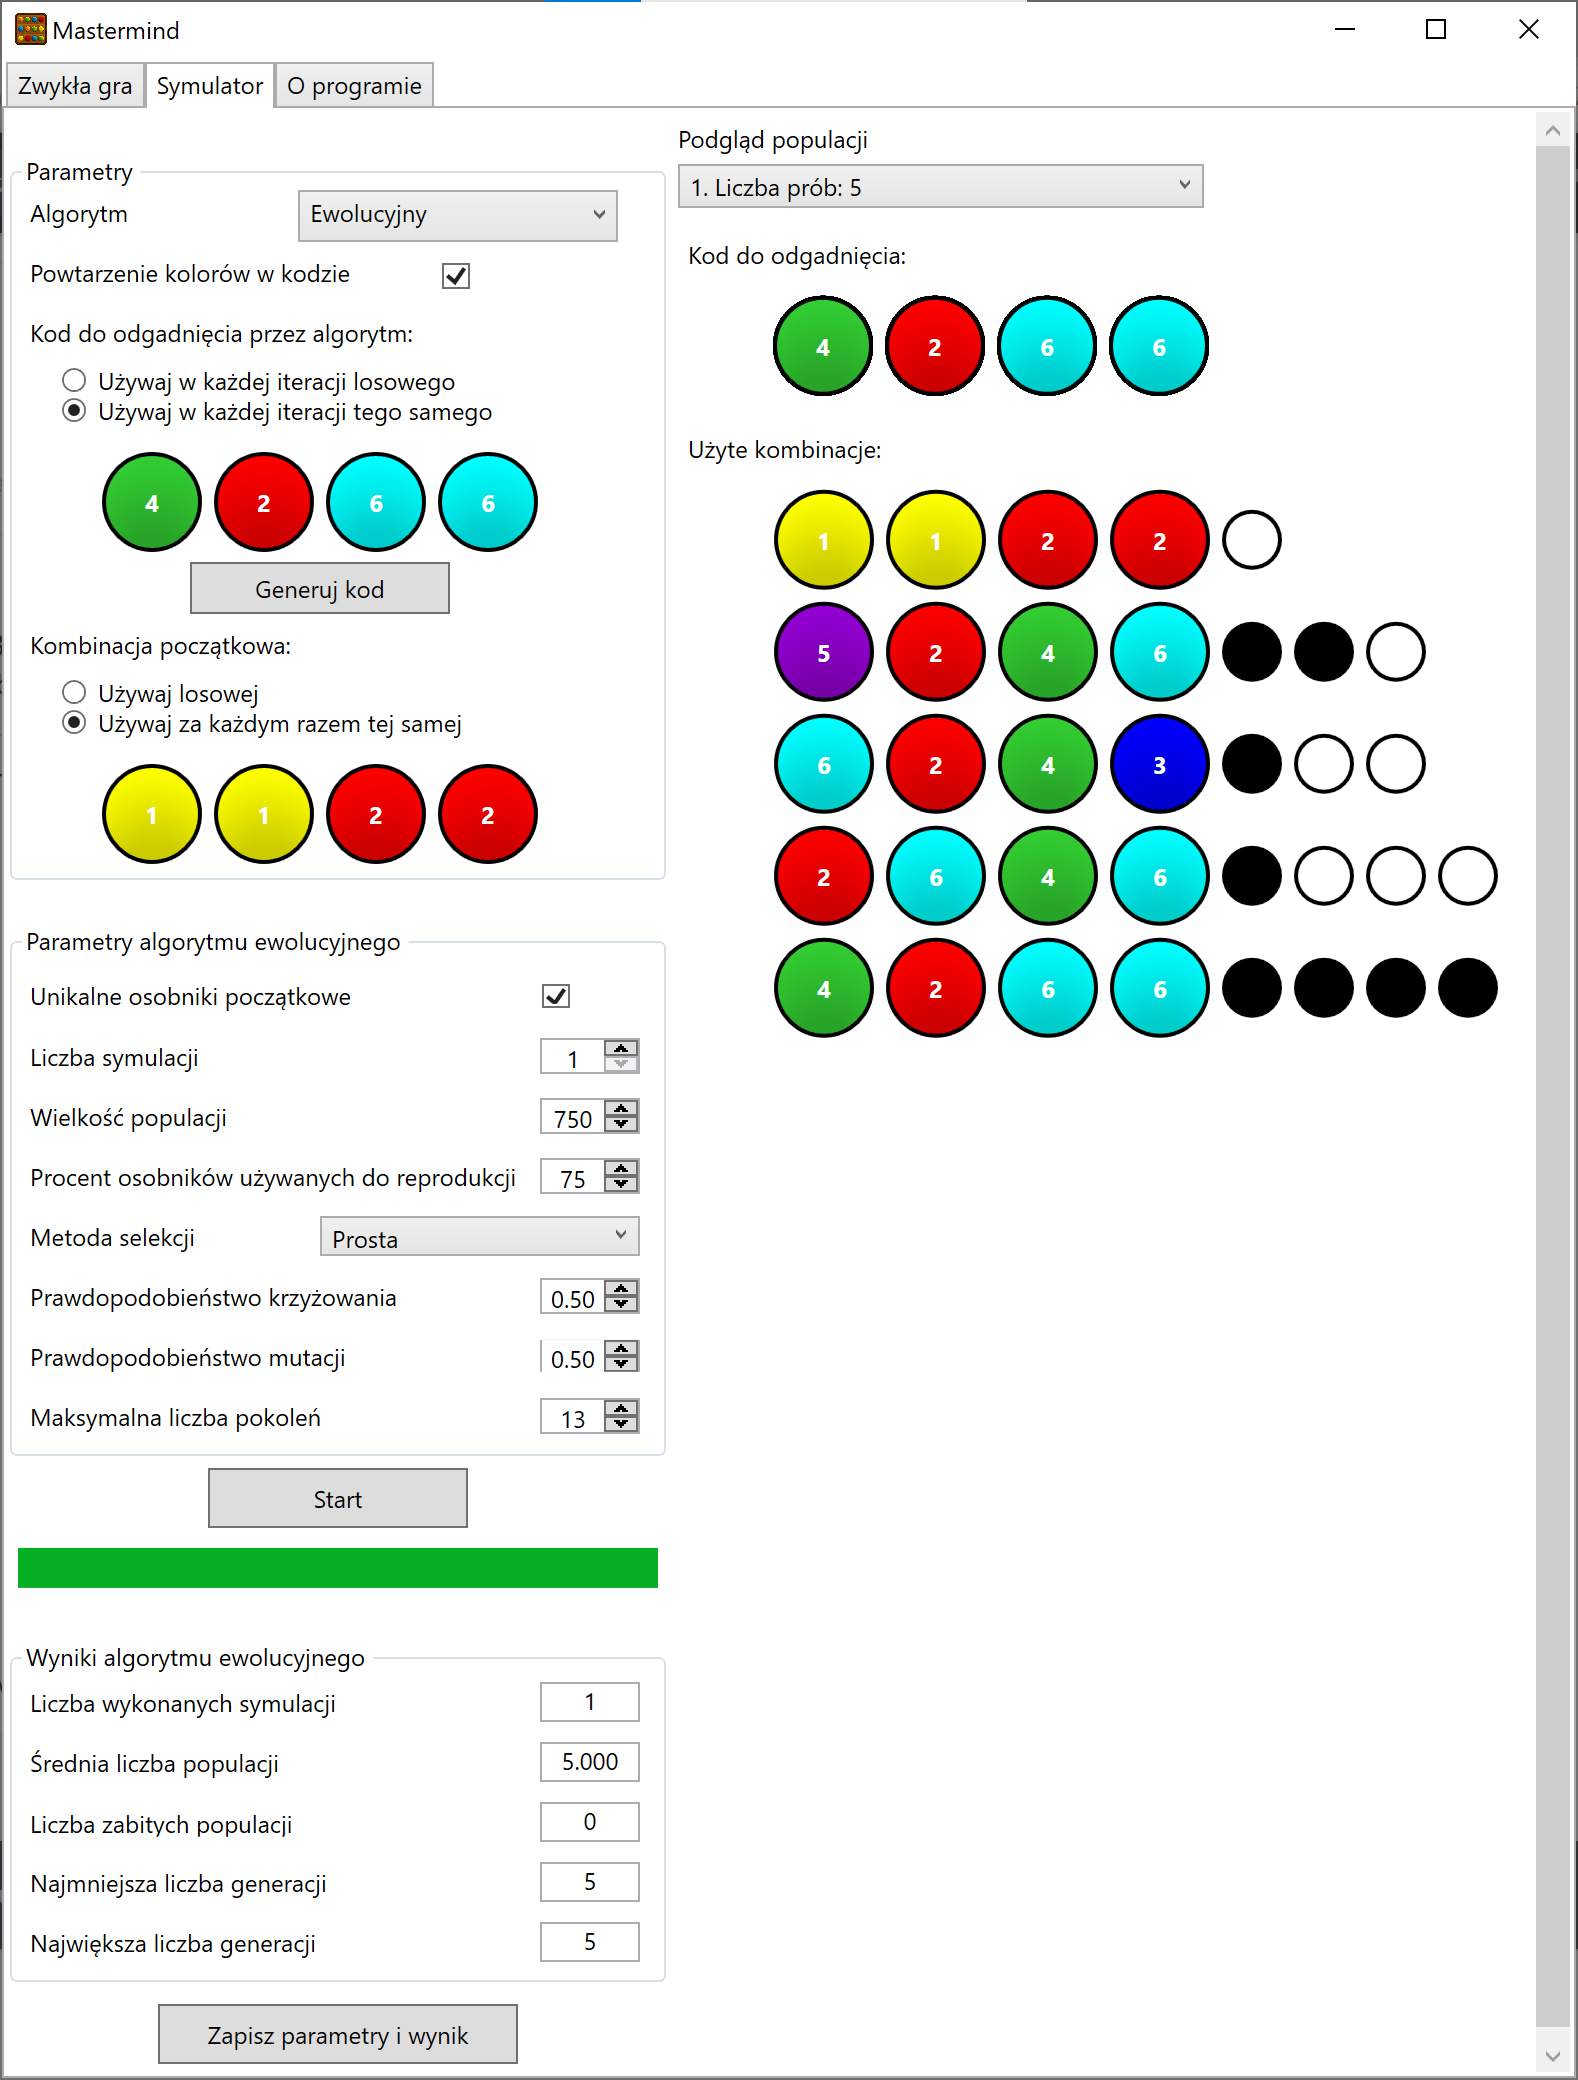 Mastermind
Zwykła gra
Symulator
O programie
Parametry
Algorytm
Ewolucyjny
Powtarzenie kolorów w kodzie
Kod do odgadnięcia przez algorytm:
Używaj w każdej iteracji losowego
Używaj w każdej iteracji tego samego
4 2 6 6
Generuj kod
Kombinacja początkowa:
Używaj losowej
Używaj za każdym razem tej samej
1 1 2 2
Parametry algorytmu ewolucyjnego
Unikalne osobniki początkowe
Liczba symulacji 1
Wielkość populacji 750
Procent osobników używanych do reprodukcji 75
Metoda selekcji Prosta
Prawdopodobieństwo krzyżowania 0.50
Prawdopodobieństwo mutacji 0.50
Maksymalna liczba pokoleń 13
Start
Wyniki algorytmu ewolucyjnego
Liczba wykonanych symulacji 1
Średnia liczba populacji 5.000
Liczba zabitych populacji 0
Najmniejsza liczba generacji 5
Największa liczba generacji 5
Zapisz parametry i wynik
Podgląd populacji
1. Liczba prób: 5
Kod do odgadnięcia:
4 2 6 6
Użyte kombinacje:
1 1 2 2
5 2 4 6
6 2 4 3
2 6 4 6
4 2 6 6